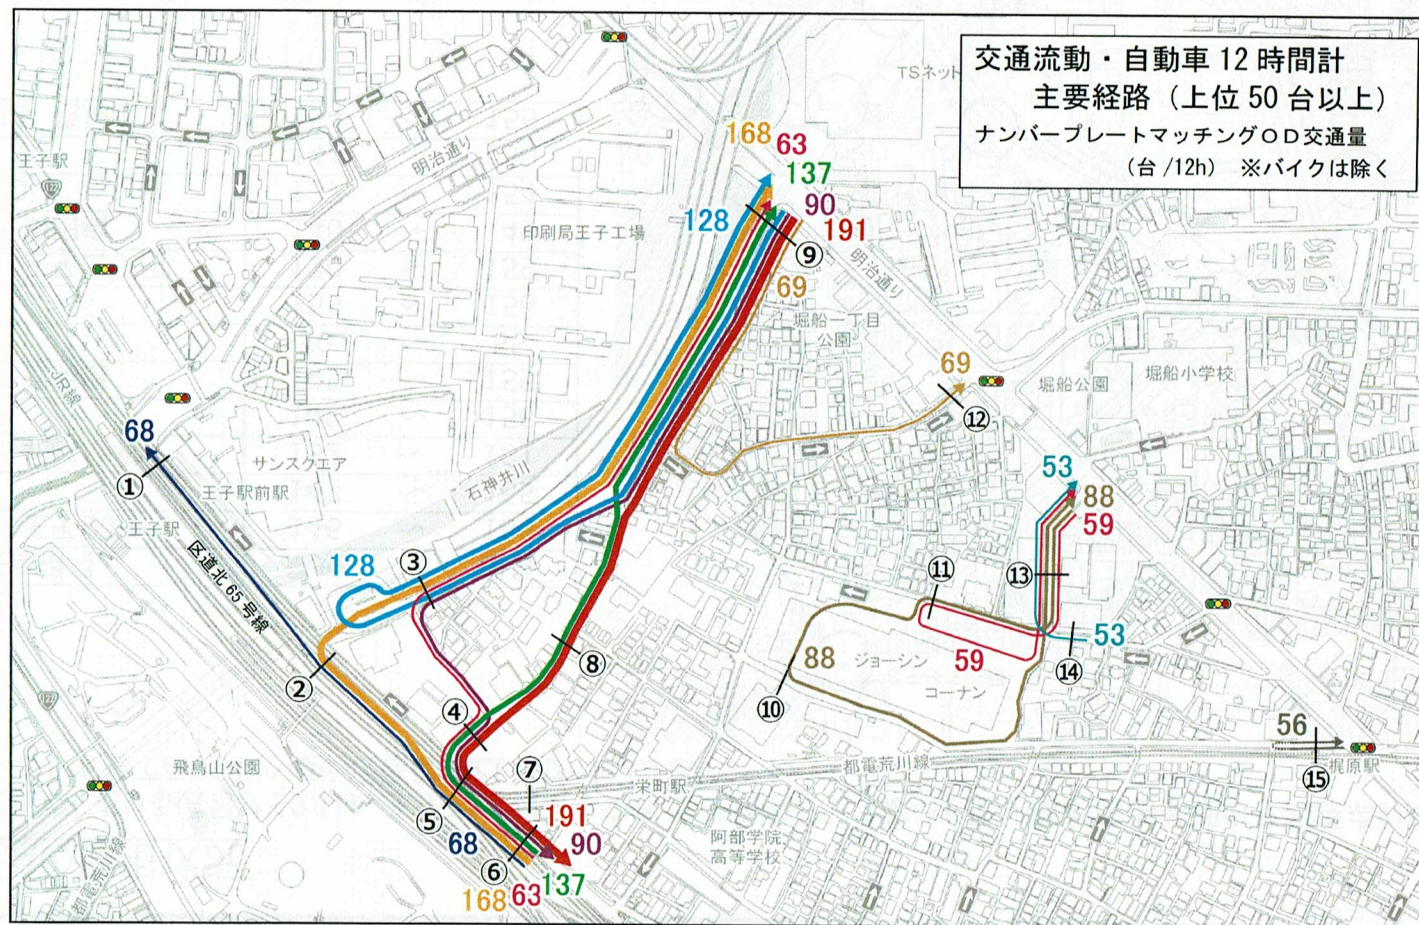 交通流動・自動車12時間計
主要経路（上位50台以上）
ナンバープレートマッチングOD交通量
（台/12h） ※バイクは除く
TSネット
王子駅
122
明治通り
印刷局王子工場
168
63
137
90
191
128
⑨
69
明治通り
堀船一丁目
公園
69
⑫
堀船公園
堀船小学校
JR線
68
①
サンスクエア
王子駅前駅
王子駅
石神井川
区道北65号線
128
③
②
⑧
④
⑤
⑦
⑥
53
88
59
⑬
⑪
53
⑭
88
ジョーシン
59
コーナン
⑩
56
⑮
梶原駅
都電荒川線
栄町駅
飛鳥山公園
122
都電荒川線
阿部学院
高等学校
191
90
68
168
63
137